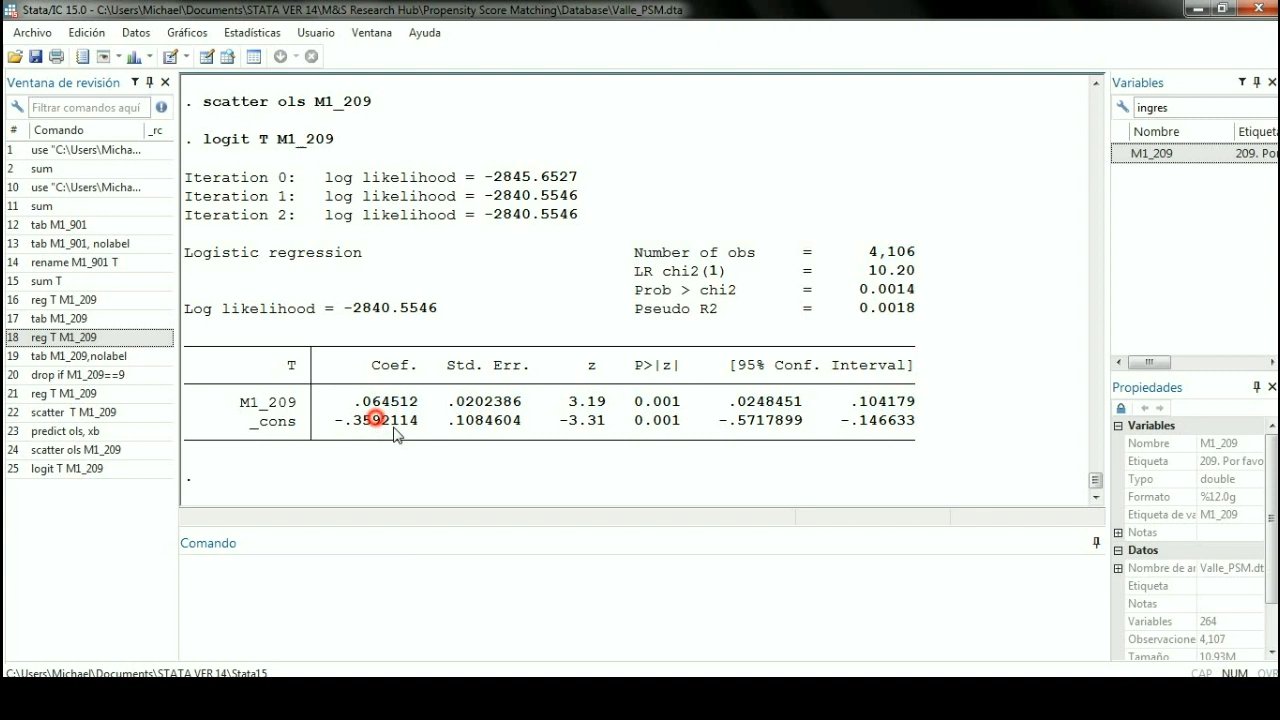 Stata/IC 15.0 - C:\Users\Michael\Documents\STATA VER 14\M&S Research Hub\Propensity Score Matching\Database\Valle_PSM.dta
Archivo Edición Datos Gráficos Estadísticas Usuario Ventana Ayuda
Ventana de revisión
Filtrar comandos aquí
# Comando _rc
1 use "C:\Users\Micha...
2 sum
10 use "C:\Users\Micha...
11 sum
12 tab M1_901
13 tab M1_901, nolabel
14 rename M1_901 T
15 sum T
16 reg T M1_209
17 tab M1_209
18 reg T M1_209
19 tab M1_209,nolabel
20 drop if M1_209==9
21 reg T M1_209
22 scatter T M1_209
23 predict ols, xb
24 scatter ols M1_209
25 logit T M1_209
. scatter ols M1_209
. logit T M1_209
Iteration 0: log likelihood = -2845.6527
Iteration 1: log likelihood = -2840.5546
Iteration 2: log likelihood = -2840.5546
Logistic regression Number of obs = 4,106
LR chi2(1) = 10.20
Prob > chi2 = 0.0014
Log likelihood = -2840.5546 Pseudo R2 = 0.0018
T Coef. Std. Err. z P>|z| [95% Conf. Interval]
M1_209 .064512 .0202386 3.19 0.001 .0248451 .104179
_cons -.3592114 .1084604 -3.31 0.001 -.5717899 -.146633
.
Comando
Variables
ingres
Nombre Etiqueta
M1_209 209. Por
Propiedades
Variables
Nombre M1_209
Etiqueta 209. Por favo
Typo double
Formato %12.0g
Etiqueta de va M1_209
Notas
Datos
Nombre de ar Valle_PSM.dt
Etiqueta
Notas
Variables 264
Observacione 4,107
Tamaño 10.93M
C:\Users\Michael\Documents\STATA VER 14\Stata15
CAP NUM OVR